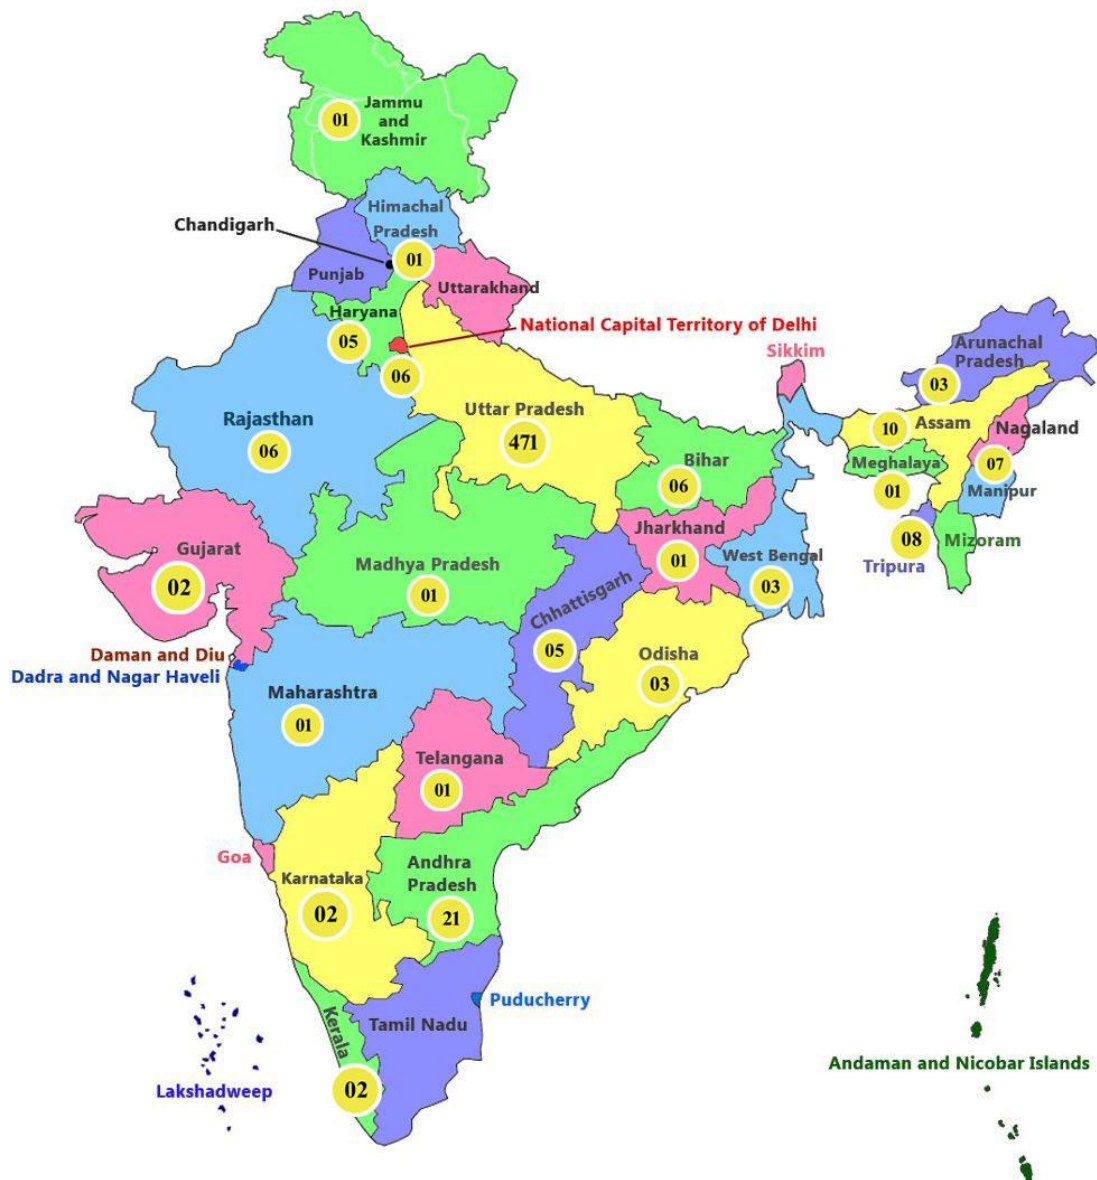 01
Jammu
and
Kashmir
Himachal
Pradesh
Chandigarh
01
Punjab
Uttarakhand
Haryana
05
National Capital Territory of Delhi
06
Sikkim
Arunachal
Pradesh
03
Rajasthan
06
Uttar Pradesh
471
Bihar
06
10
Assam
Nagaland
Meghalaya
07
01
Manipur
Gujarat
02
Madhya Pradesh
01
Jharkhand
01
West Bengal
03
08
Tripura
Mizoram
Chhattisgarh
05
Odisha
03
Daman and Diu
Dadra and Nagar Haveli
Maharashtra
01
Telangana
01
Goa
Karnataka
02
Andhra
Pradesh
21
Puducherry
Tamil Nadu
Kerala
02
Lakshadweep
Andaman and Nicobar Islands